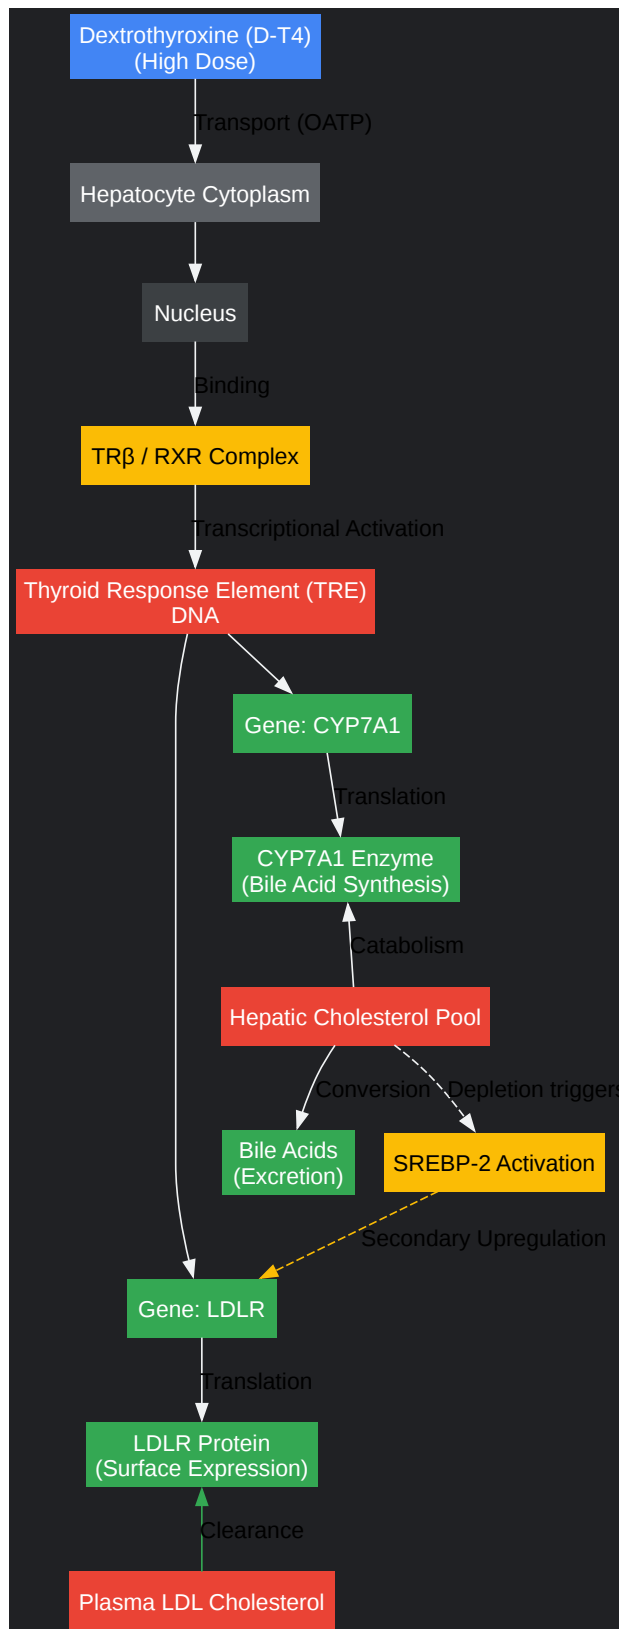 Dextrothyroxine (D-T4)
(High Dose)
Transport (OATP)
Hepatocyte Cytoplasm
Nucleus
Binding
TRβ / RXR Complex
Transcriptional Activation
Thyroid Response Element (TRE)
DNA
Gene: CYP7A1
Translation
CYP7A1 Enzyme
(Bile Acid Synthesis)
Catabolism
Hepatic Cholesterol Pool
Conversion
Depletion triggers
Bile Acids
(Excretion)
SREBP-2 Activation
Secondary Upregulation
Gene: LDLR
Translation
LDLR Protein
(Surface Expression)
Clearance
Plasma LDL Cholesterol